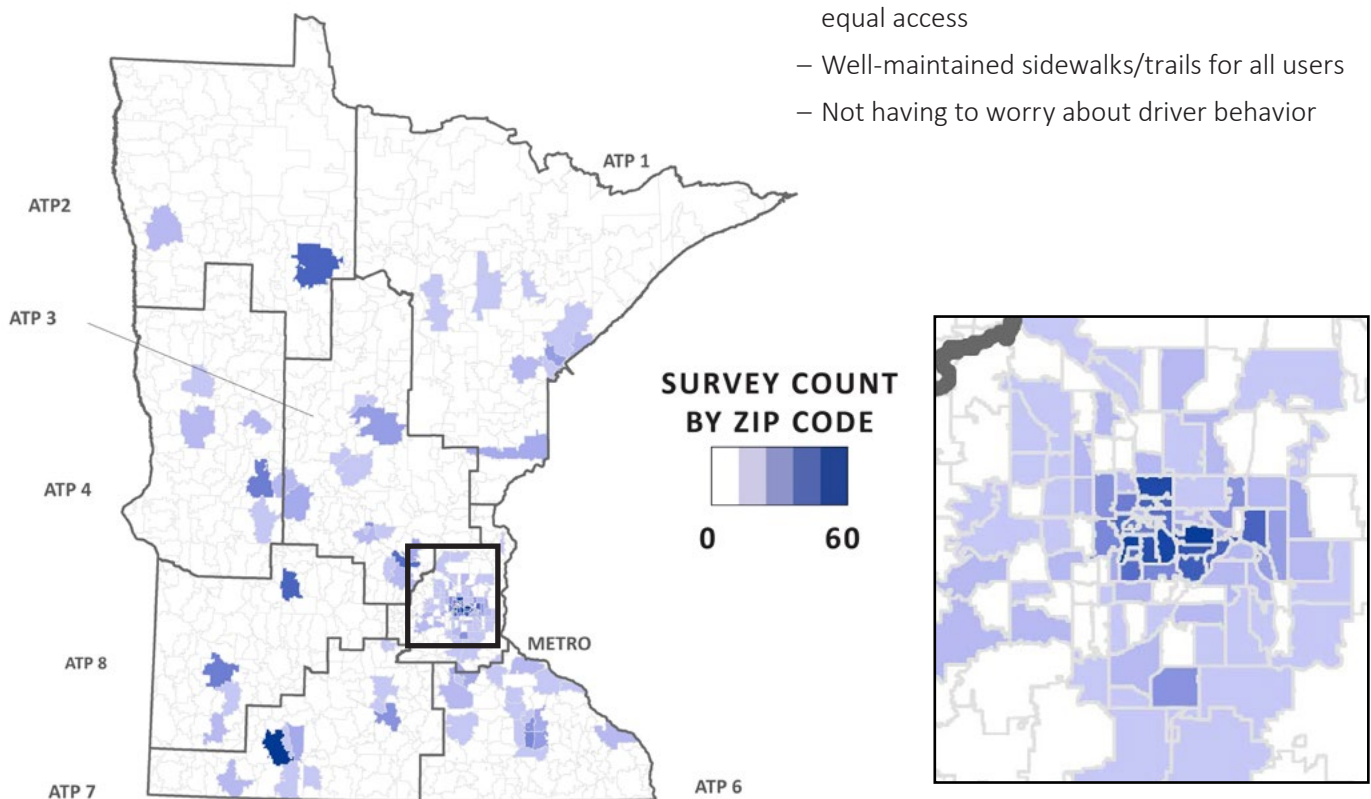 equal access
– Well-maintained sidewalks/trails for all users
– Not having to worry about driver behavior
ATP 1
ATP2
ATP 3
SURVEY COUNT
BY ZIP CODE
0 60
ATP 4
METRO
ATP 8
ATP 7
ATP 6